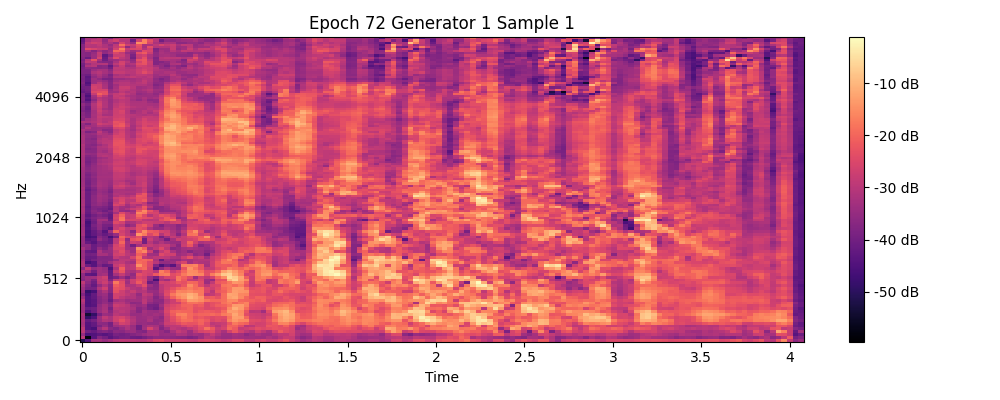 Epoch 72 Generator 1 Sample 1
Hz
4096
2048
1024
512
0
0 0.5 1 1.5 2 2.5 3 3.5 4
Time
-10 dB
-20 dB
-30 dB
-40 dB
-50 dB